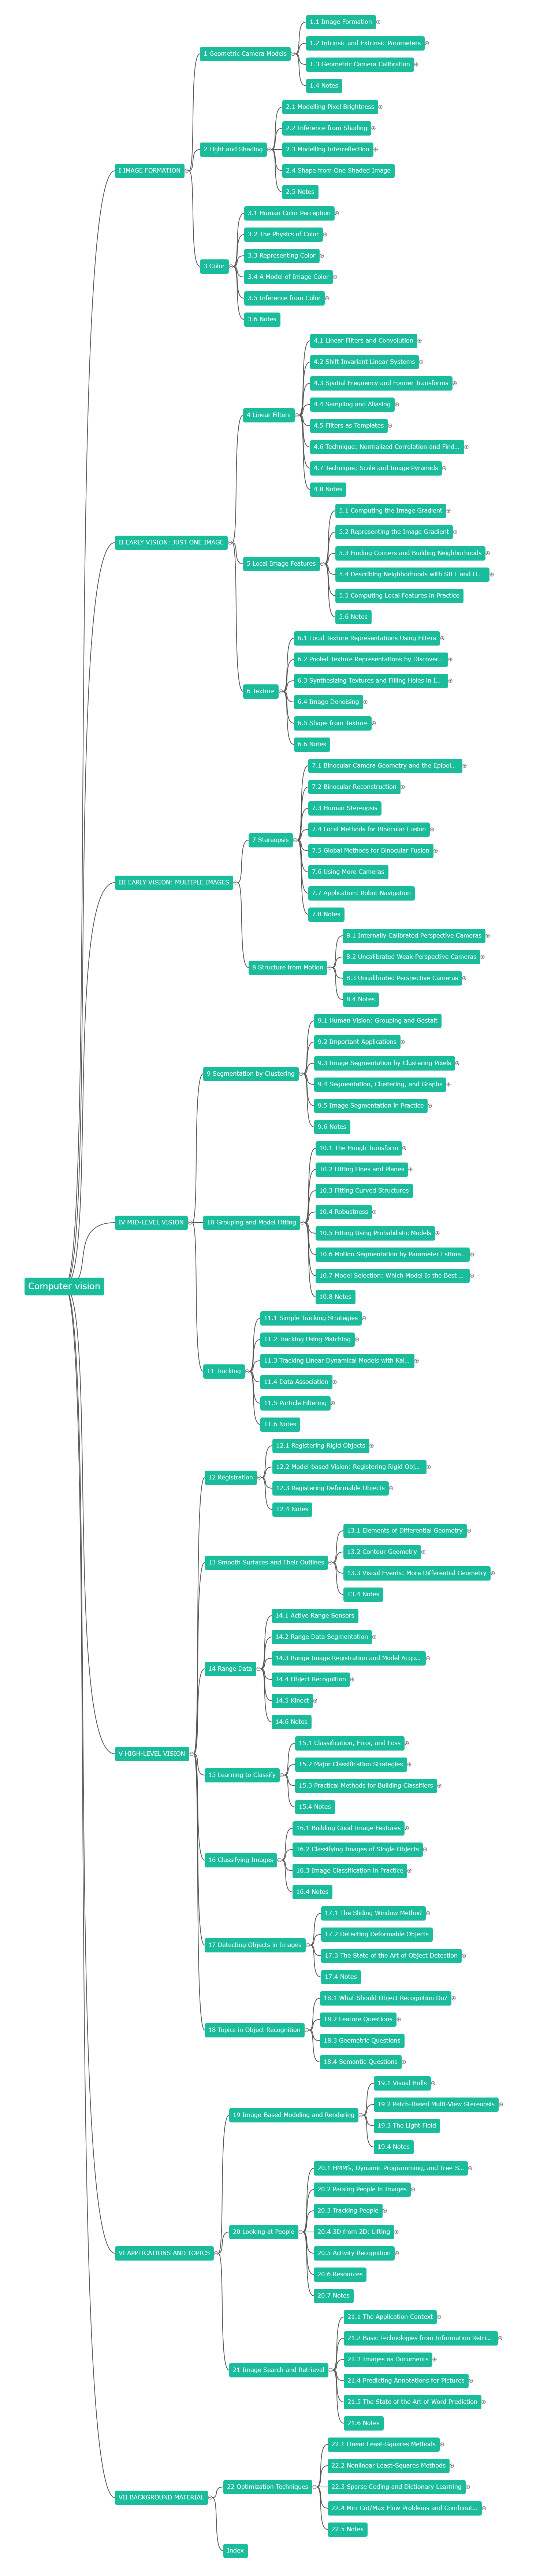 Computer vision
I IMAGE FORMATION
1 Geometric Camera Models
1.1 Image Formation
1.2 Intrinsic and Extrinsic Parameters
1.3 Geometric Camera Calibration
1.4 Notes
2 Light and Shading
2.1 Modelling Pixel Brightness
2.2 Inference from Shading
2.3 Modelling Interreflection
2.4 Shape from One Shaded Image
2.5 Notes
3 Color
3.1 Human Color Perception
3.2 The Physics of Color
3.3 Representing Color
3.4 A Model of Image Color
3.5 Inference from Color
3.6 Notes
II EARLY VISION: JUST ONE IMAGE
4 Linear Filters
4.1 Linear Filters and Convolution
4.2 Shift Invariant Linear Systems
4.3 Spatial Frequency and Fourier Transforms
4.4 Sampling and Aliasing
4.5 Filters as Templates
4.6 Technique: Normalized Correlation and Find...
4.7 Technique: Scale and Image Pyramids
4.8 Notes
5 Local Image Features
5.1 Computing the Image Gradient
5.2 Representing the Image Gradient
5.3 Finding Corners and Building Neighborhoods
5.4 Describing Neighborhoods with SIFT and H...
5.5 Computing Local Features in Practice
5.6 Notes
6 Texture
6.1 Local Texture Representations Using Filters
6.2 Pooled Texture Representations by Discover...
6.3 Synthesizing Textures and Filling Holes in I...
6.4 Image Denoising
6.5 Shape from Texture
6.6 Notes
III EARLY VISION: MULTIPLE IMAGES
7 Stereopsis
7.1 Binocular Camera Geometry and the Epipol...
7.2 Binocular Reconstruction
7.3 Human Stereopsis
7.4 Local Methods for Binocular Fusion
7.5 Global Methods for Binocular Fusion
7.6 Using More Cameras
7.7 Application: Robot Navigation
7.8 Notes
8 Structure from Motion
8.1 Internally Calibrated Perspective Cameras
8.2 Uncalibrated Weak-Perspective Cameras
8.3 Uncalibrated Perspective Cameras
8.4 Notes
IV MID-LEVEL VISION
9 Segmentation by Clustering
9.1 Human Vision: Grouping and Gestalt
9.2 Important Applications
9.3 Image Segmentation by Clustering Pixels
9.4 Segmentation, Clustering, and Graphs
9.5 Image Segmentation in Practice
9.6 Notes
10 Grouping and Model Fitting
10.1 The Hough Transform
10.2 Fitting Lines and Planes
10.3 Fitting Curved Structures
10.4 Robustness
10.5 Fitting Using Probabilistic Models
10.6 Motion Segmentation by Parameter Estima...
10.7 Model Selection: Which Model Is the Best ...
10.8 Notes
11 Tracking
11.1 Simple Tracking Strategies
11.2 Tracking Using Matching
11.3 Tracking Linear Dynamical Models with Kal...
11.4 Data Association
11.5 Particle Filtering
11.6 Notes
V HIGH-LEVEL VISION
12 Registration
12.1 Registering Rigid Objects
12.2 Model-based Vision: Registering Rigid Obj...
12.3 Registering Deformable Objects
12.4 Notes
13 Smooth Surfaces and Their Outlines
13.1 Elements of Differential Geometry
13.2 Contour Geometry
13.3 Visual Events: More Differential Geometry
13.4 Notes
14 Range Data
14.1 Active Range Sensors
14.2 Range Data Segmentation
14.3 Range Image Registration and Model Acqu...
14.4 Object Recognition
14.5 Kinect
14.6 Notes
15 Learning to Classify
15.1 Classification, Error, and Loss
15.2 Major Classification Strategies
15.3 Practical Methods for Building Classifiers
15.4 Notes
16 Classifying Images
16.1 Building Good Image Features
16.2 Classifying Images of Single Objects
16.3 Image Classification in Practice
16.4 Notes
17 Detecting Objects in Images
17.1 The Sliding Window Method
17.2 Detecting Deformable Objects
17.3 The State of the Art of Object Detection
17.4 Notes
18 Topics in Object Recognition
18.1 What Should Object Recognition Do?
18.2 Feature Questions
18.3 Geometric Questions
18.4 Semantic Questions
VI APPLICATIONS AND TOPICS
19 Image-Based Modeling and Rendering
19.1 Visual Hulls
19.2 Patch-Based Multi-View Stereopsis
19.3 The Light Field
19.4 Notes
20 Looking at People
20.1 HMM's, Dynamic Programming, and Tree-S...
20.2 Parsing People in Images
20.3 Tracking People
20.4 3D from 2D: Lifting
20.5 Activity Recognition
20.6 Resources
20.7 Notes
21 Image Search and Retrieval
21.1 The Application Context
21.2 Basic Technologies from Information Retri...
21.3 Images as Documents
21.4 Predicting Annotations for Pictures
21.5 The State of the Art of Word Prediction
21.6 Notes
VII BACKGROUND MATERIAL
22 Optimization Techniques
22.1 Linear Least-Squares Methods
22.2 Nonlinear Least-Squares Methods
22.3 Sparse Coding and Dictionary Learning
22.4 Min-Cut/Max-Flow Problems and Combinat...
22.5 Notes
Index